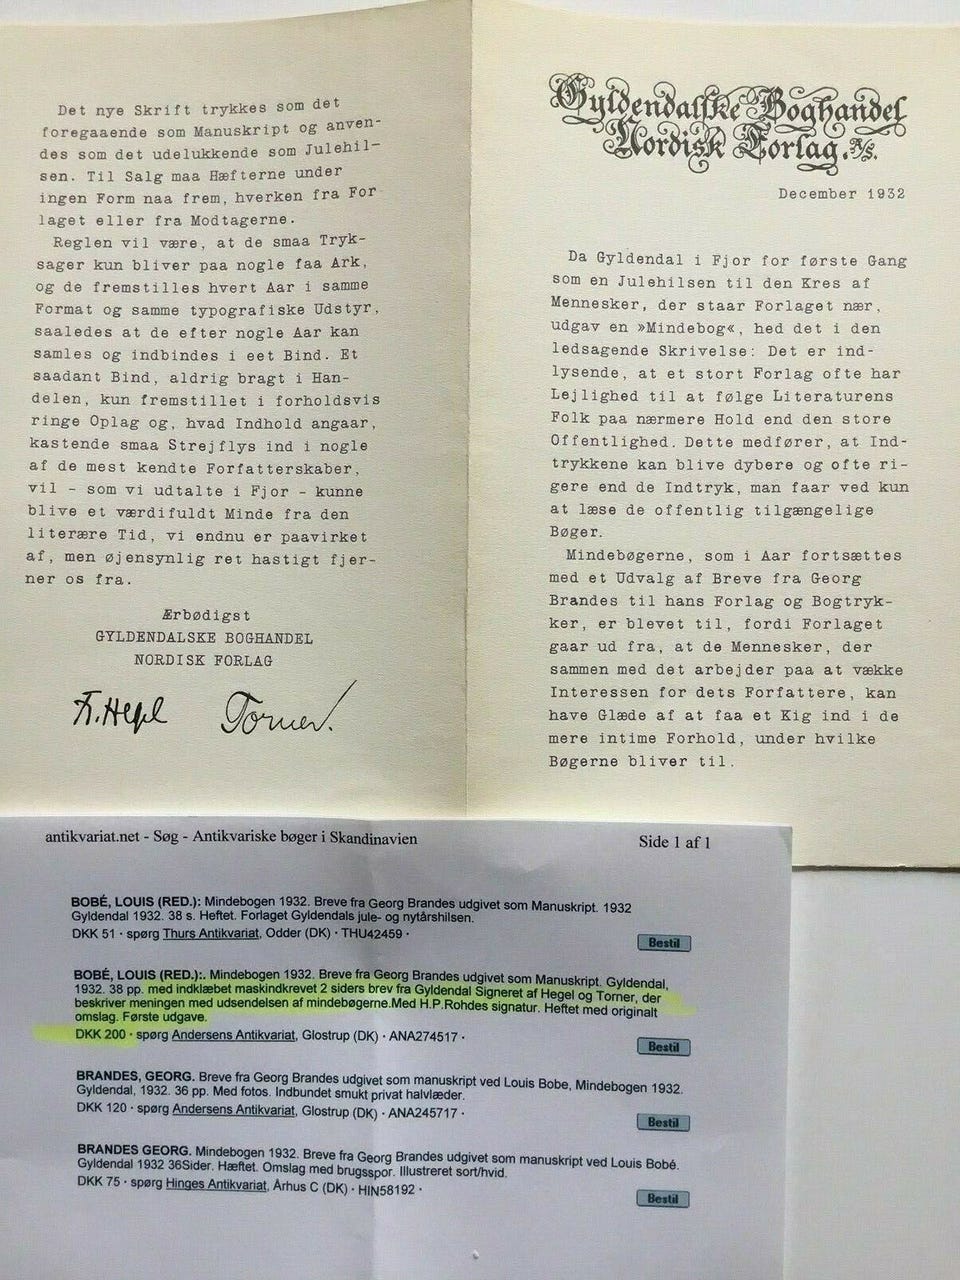 Gyldendalske Boghandel
Nordisk Forlag. A/S.
December 1932
Da Gyldendal i Fjor for første Gang
som en Julehilsen til den Kres af
Mennesker, der staar Forlaget nær,
udgav en »Mindebog«, hed det i den
ledsagende Skrivelse: Det er ind-
lysende, at et stort Forlag ofte har
Lejlighed til at følge Literaturens
Folk paa nærmere Hold end den store
Offentlighed. Dette medfører, at Ind-
trykkene kan blive dybere og ofte ri-
gere end de Indtryk, man faar ved kun
at læse de offentlig tilgængelige
Bøger.
Mindebøgerne, som i Aar fortsættes
med et Udvalg af Breve fra Georg
Brandes til hans Forlag og Bogtryk-
ker, er blevet til, fordi Forlaget
gaar ud fra, at de Mennesker, der
sammen med det arbejder paa at vække
Interessen for dets Forfattere, kan
have Glæde af at faa et Kig ind i de
mere intime Forhold, under hvilke
Bøgerne bliver til.
Det nye Skrift trykkes som det
foregaaende som Manuskript og anven-
des som det udelukkende som Julehil-
sen. Til Salg maa Hæfterne under
ingen Form naa frem, hverken fra For
laget eller fra Modtagerne.
Reglen vil være, at de smaa Tryk-
sager kun bliver paa nogle faa Ark,
og de fremstilles hvert Aar i samme
Format og samme typografiske Udstyr,
saaledes at de efter nogle Aar kan
samles og indbindes i eet Bind. Et
saadant Bind, aldrig bragt i Han-
delen, kun fremstillet i forholdsvis
ringe Oplag og, hvad Indhold angaar,
kastende smaa Strejflys ind i nogle
af de mest kendte Forfatterskaber,
vil - som vi udtalte i Fjor - kunne
blive et værdifuldt Minde fra den
literære Tid, vi endnu er paavirket
af, men øjensynlig ret hastigt fjer-
ner os fra.
Ærbødigst
GYLDENDALSKE BOGHANDEL
NORDISK FORLAG
Fr. Hegel Torner.
antikvariat.net - Søg - Antikvariske bøger i Skandinavien Side 1 af 1
BOBÉ, LOUIS (RED.): Mindebogen 1932. Breve fra Georg Brandes udgivet som Manuskript. 1932
Gyldendal 1932. 38 s. Heftet. Forlaget Gyldendals jule- og nytårshilsen.
DKK 51 · spørg Thurs Antikvariat, Odder (DK) · THU42459 ·
Bestil
BOBÉ, LOUIS (RED.):. Mindebogen 1932. Breve fra Georg Brandes udgivet som Manuskript. Gyldendal,
1932. 38 pp. med indklæbet maskindkrevet 2 siders brev fra Gyldendal Signeret af Hegel og Torner, der
beskriver meningen med udsendelsen af mindebøgerne.Med H.P.Rohdes signatur. Heftet med originalt
omslag. Første udgave.
DKK 200 · spørg Andersens Antikvariat, Glostrup (DK) · ANA274517 ·
Bestil
BRANDES, GEORG. Breve fra Georg Brandes udgivet som manuskript ved Louis Bobe, Mindebogen 1932.
Gyldendal, 1932. 36 pp. Med fotos. Indbundet smukt privat halvlæder.
DKK 120 · spørg Andersens Antikvariat, Glostrup (DK) · ANA245717 ·
Bestil
BRANDES GEORG. Mindebogen 1932. Breve fra Georg Brandes udgivet som manuskript ved Louis Bobé.
Gyldendal 1932 36Sider. Hæftet. Omslag med brugsspor. Illustreret sort/hvid.
DKK 75 · spørg Hinges Antikvariat, Århus C (DK) · HIN58192 ·
Bestil